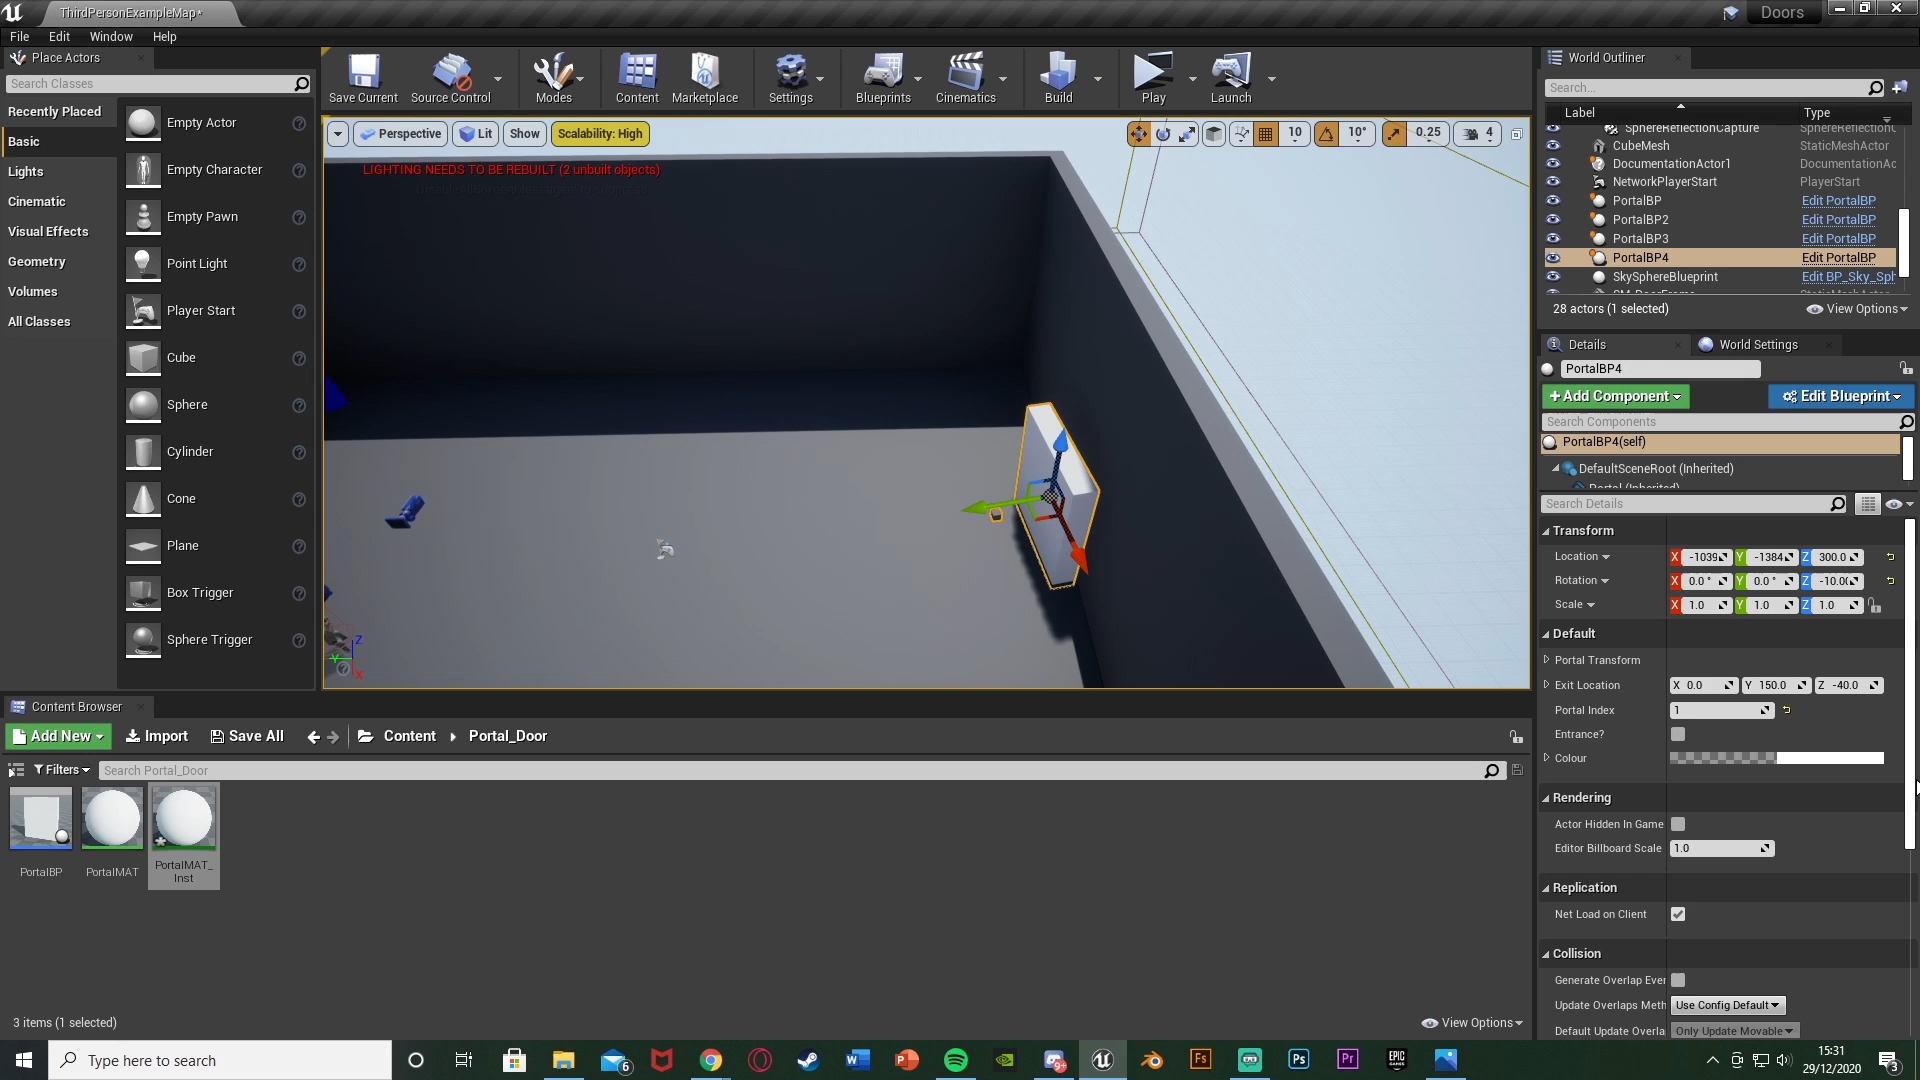 ThirdPersonExampleMap*
Doors
File Edit Window Help
Place Actors
Search Classes
Recently Placed
Basic
Lights
Cinematic
Visual Effects
Geometry
Volumes
All Classes
Empty Actor
Empty Character
Empty Pawn
Point Light
Player Start
Cube
Sphere
Cylinder
Cone
Plane
Box Trigger
Sphere Trigger
Save Current Source Control Modes Content Marketplace Settings Blueprints Cinematics Build Play Launch
Perspective Lit Show Scalability: High 10 10° 0.25 4
LIGHTING NEEDS TO BE REBUILT (2 unbuilt objects)
Z
Y
X
World Outliner
Search...
Label Type
SphereReflectionCapture SphereReflectionC
CubeMesh StaticMeshActor
DocumentationActor1 DocumentationAc
NetworkPlayerStart PlayerStart
PortalBP Edit PortalBP
PortalBP2 Edit PortalBP
PortalBP3 Edit PortalBP
PortalBP4 Edit PortalBP
SkySphereBlueprint Edit BP_Sky_Sph
28 actors (1 selected) View Options
Details World Settings
PortalBP4
+Add Component Edit Blueprint
Search Components
PortalBP4(self)
DefaultSceneRoot (Inherited)
Portal (Inherited)
Search Details
Transform
Location X -1039 Y -1384 Z 300.0
Rotation X 0.0 ° Y 0.0 ° Z -10.0
Scale X 1.0 Y 1.0 Z 1.0
Default
Portal Transform
Exit Location X 0.0 Y 150.0 Z -40.0
Portal Index 1
Entrance?
Colour
Rendering
Actor Hidden In Game
Editor Billboard Scale 1.0
Replication
Net Load on Client
Collision
Generate Overlap Ever
Update Overlaps Meth Use Config Default
Default Update Overla Only Update Movable
Content Browser
Add New Import Save All Content Portal_Door
Filters Search Portal_Door
PortalBP PortalMAT PortalMAT_
Inst
3 items (1 selected) View Options
Type here to search
6
9+
15:31
29/12/2020
3